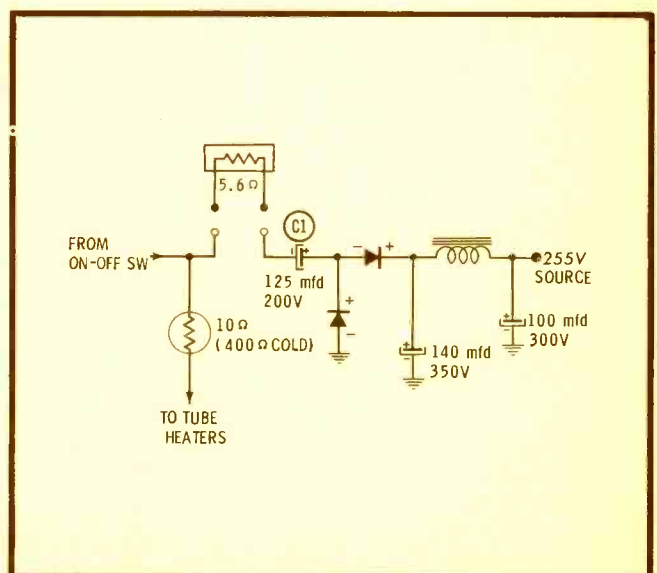 5.6Ω
C1
FROM
ON-OFF SW
125 mfd
200V
255V
SOURCE
10Ω
(400Ω COLD)
140 mfd
350V
100 mfd
300V
TO TUBE
HEATERS